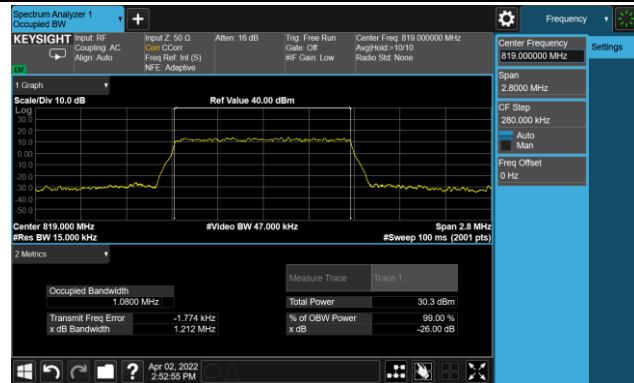 Spectrum Analyzer 1
Occupied BW
Frequency
KEYSIGHT
Input: RF
Coupling: AC
Align: Auto
Input Z: 50 Ω
Corr CCorr
Freq Ref: Int (S)
NFE: Adaptive
Atten: 16 dB
Trig: Free Run
Gate: Off
#IF Gain: Low
Center Freq: 819.000000 MHz
Avg|Hold:>10/10
Radio Std: None
Center Frequency
819.000000 MHz
Settings
Span
2.8000 MHz
CF Step
280.000 kHz
Auto
Man
Freq Offset
0 Hz
1 Graph
Scale/Div 10.0 dB
Ref Value 40.00 dBm
Log
30.0
20.0
10.0
0.00
-10.0
-20.0
-30.0
-40.0
-50.0
Center 819.000 MHz
#Video BW 47.000 kHz
Span 2.8 MHz
#Res BW 15.000 kHz
#Sweep 100 ms (2001 pts)
2 Metrics
Measure Trace
Trace 1
Occupied Bandwidth
1.0800 MHz
Total Power
30.3 dBm
Transmit Freq Error
-1.774 kHz
% of OBW Power
99.00 %
x dB Bandwidth
1.212 MHz
x dB
-26.00 dB
?
Apr 02, 2022
2:52:55 PM